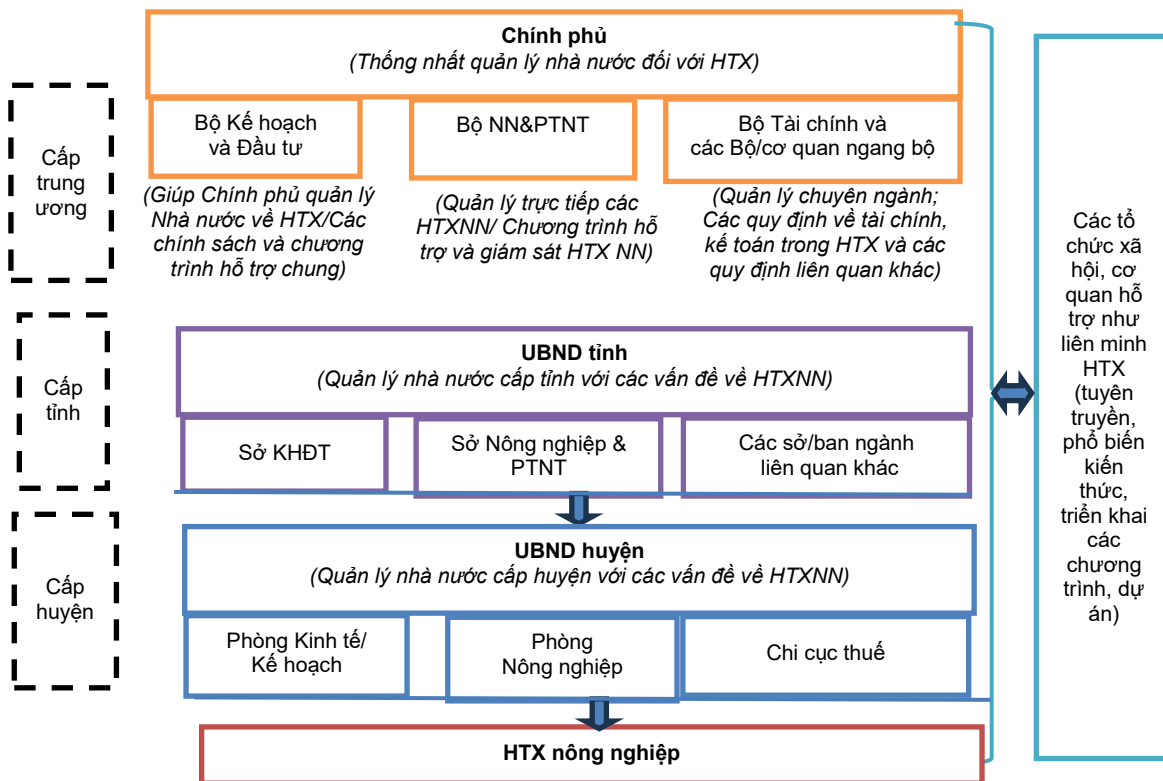 Chính phủ
(Thống nhất quản lý nhà nước đối với HTX)
Cấp
trung
ương
Bộ Kế hoạch
và Đầu tư
Bộ NN&PTNT
Bộ Tài chính và
các Bộ/cơ quan ngang bộ
(Giúp Chính phủ quản lý
Nhà nước về HTX/Các
chính sách và chương
trình hỗ trợ chung)
(Quản lý trực tiếp các
HTXNN/ Chương trình hỗ
trợ và giám sát HTX NN)
(Quản lý chuyên ngành;
Các quy định về tài chính,
kế toán trong HTX và các
quy định liên quan khác)
Cấp
tỉnh
UBND tỉnh
(Quản lý nhà nước cấp tỉnh với các vấn đề về HTXNN)
Sở KHĐT
Sở Nông nghiệp &
PTNT
Các sở/ban ngành
liên quan khác
Cấp
huyện
UBND huyện
(Quản lý nhà nước cấp huyện với các vấn đề về HTXNN)
Phòng Kinh tế/
Kế hoạch
Phòng
Nông nghiệp
Chi cục thuế
HTX nông nghiệp
Các tổ
chức xã
hội, cơ
quan hỗ
trợ như
liên minh
HTX
(tuyên
truyền,
phổ biến
kiến
thức,
triển khai
các
chương
trình, dự
án)